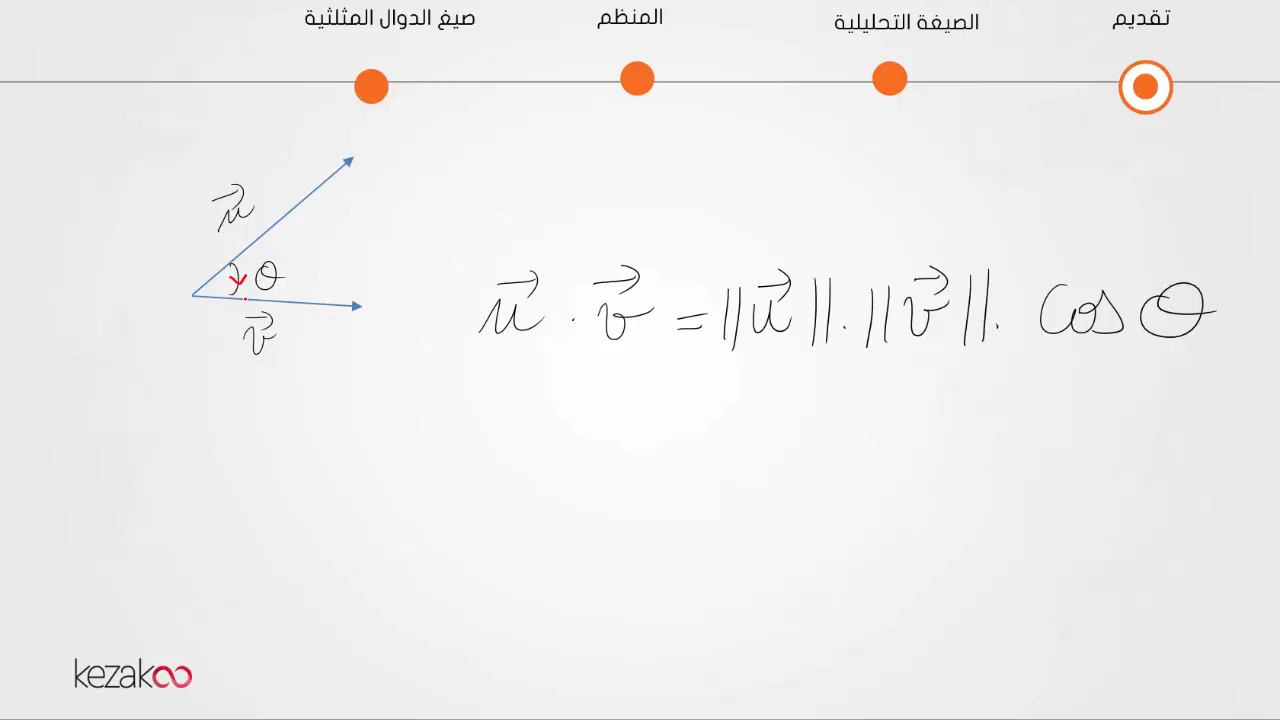 تقديم
الصيغة التحليلية
المنظم
صيغ الدوال المثلثية
u⃗
θ
v⃗
u⃗ . v⃗ = ||u⃗|| . ||v⃗|| . cos θ
kezakoo